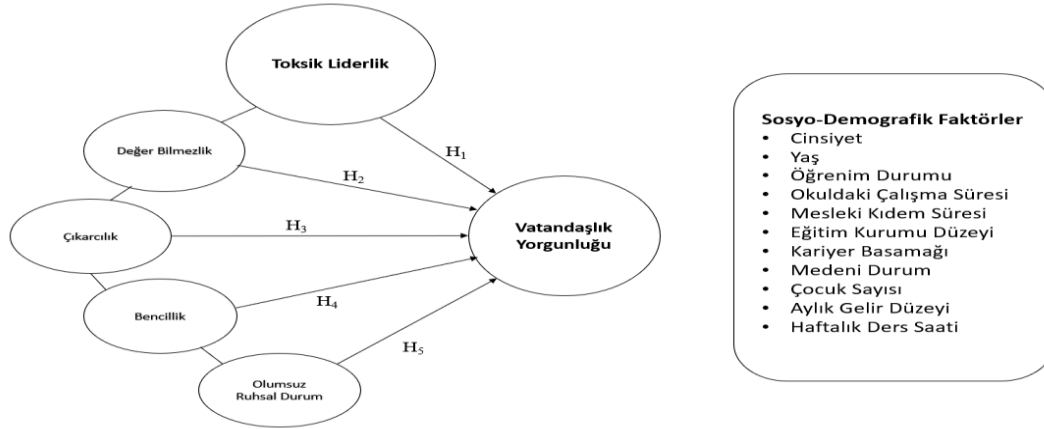 Toksik Liderlik
Değer Bilmezlik
Çıkarcılık
Bencillik
Olumsuz
Ruhsal Durum
H₁
H₂
H₃
H₄
H₅
Vatandaşlık
Yorgunluğu
Sosyo-Demografik Faktörler
• Cinsiyet
• Yaş
• Öğrenim Durumu
• Okuldaki Çalışma Süresi
• Mesleki Kıdem Süresi
• Eğitim Kurumu Düzeyi
• Kariyer Basamağı
• Medeni Durum
• Çocuk Sayısı
• Aylık Gelir Düzeyi
• Haftalık Ders Saati